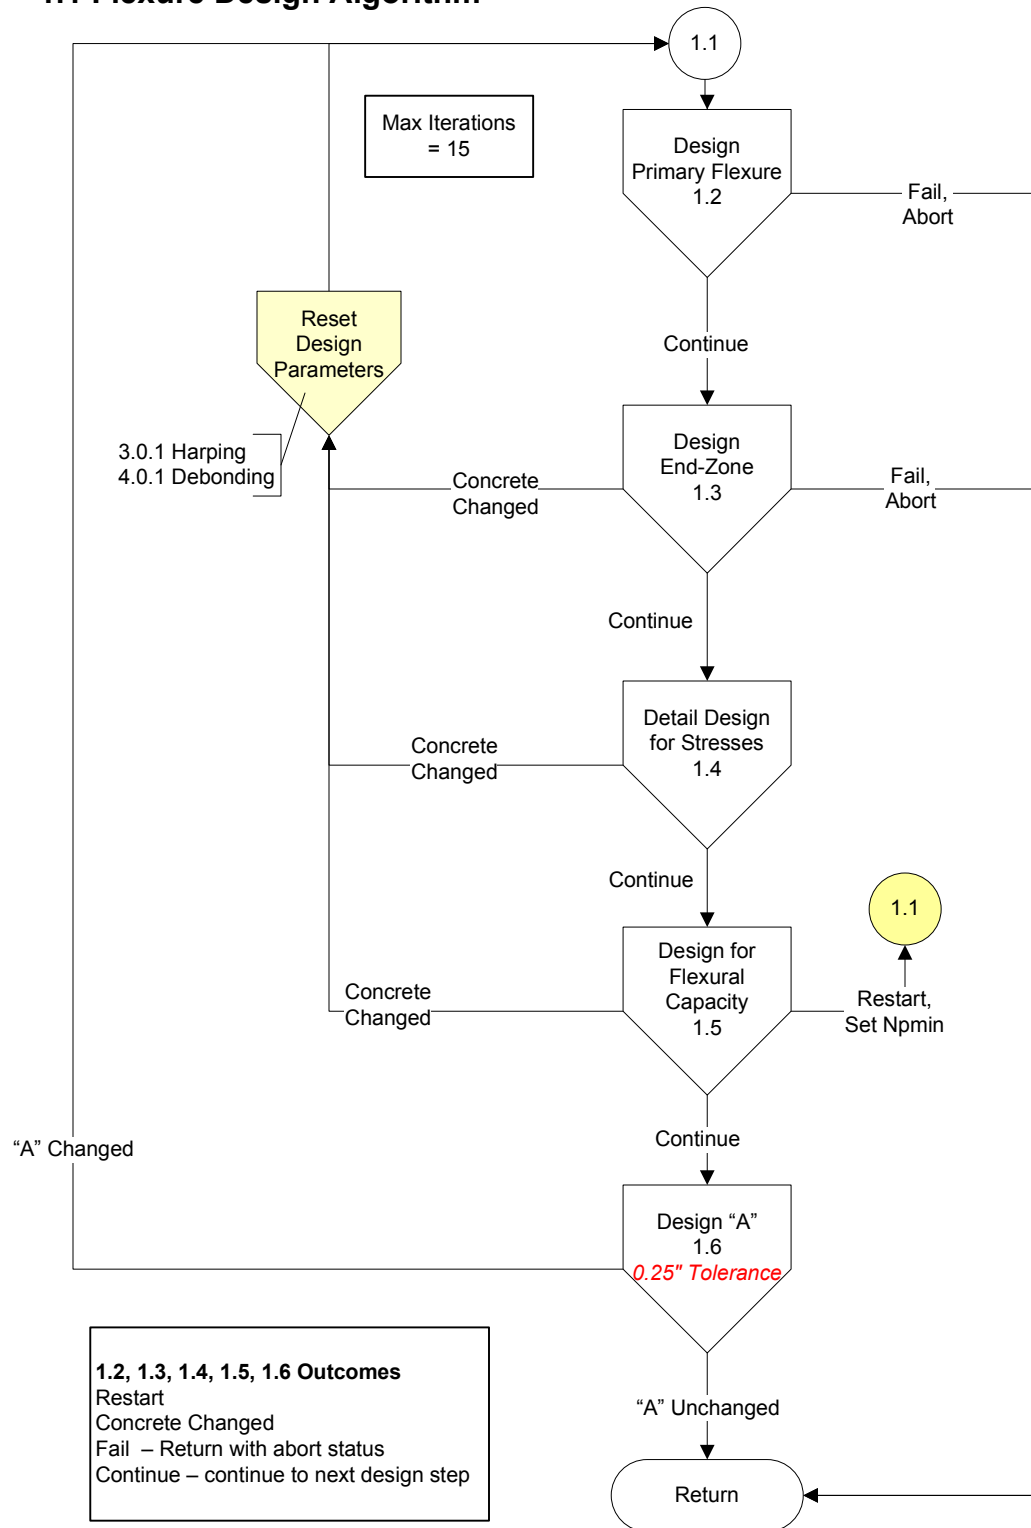 1.1
Max Iterations
= 15
Design
Primary Flexure
1.2
Fail,
Abort
Continue
Reset
Design
Parameters
3.0.1 Harping
4.0.1 Debonding
Design
End-Zone
1.3
Concrete
Changed
Fail,
Abort
Continue
Detail Design
for Stresses
1.4
Concrete
Changed
Continue
1.1
Design for
Flexural
Capacity
1.5
Concrete
Changed
Restart,
Set Npmin
Continue
“A” Changed
Design “A”
1.6
0.25" Tolerance
1.2, 1.3, 1.4, 1.5, 1.6 Outcomes
Restart
Concrete Changed
Fail – Return with abort status
Continue – continue to next design step
“A” Unchanged
Return